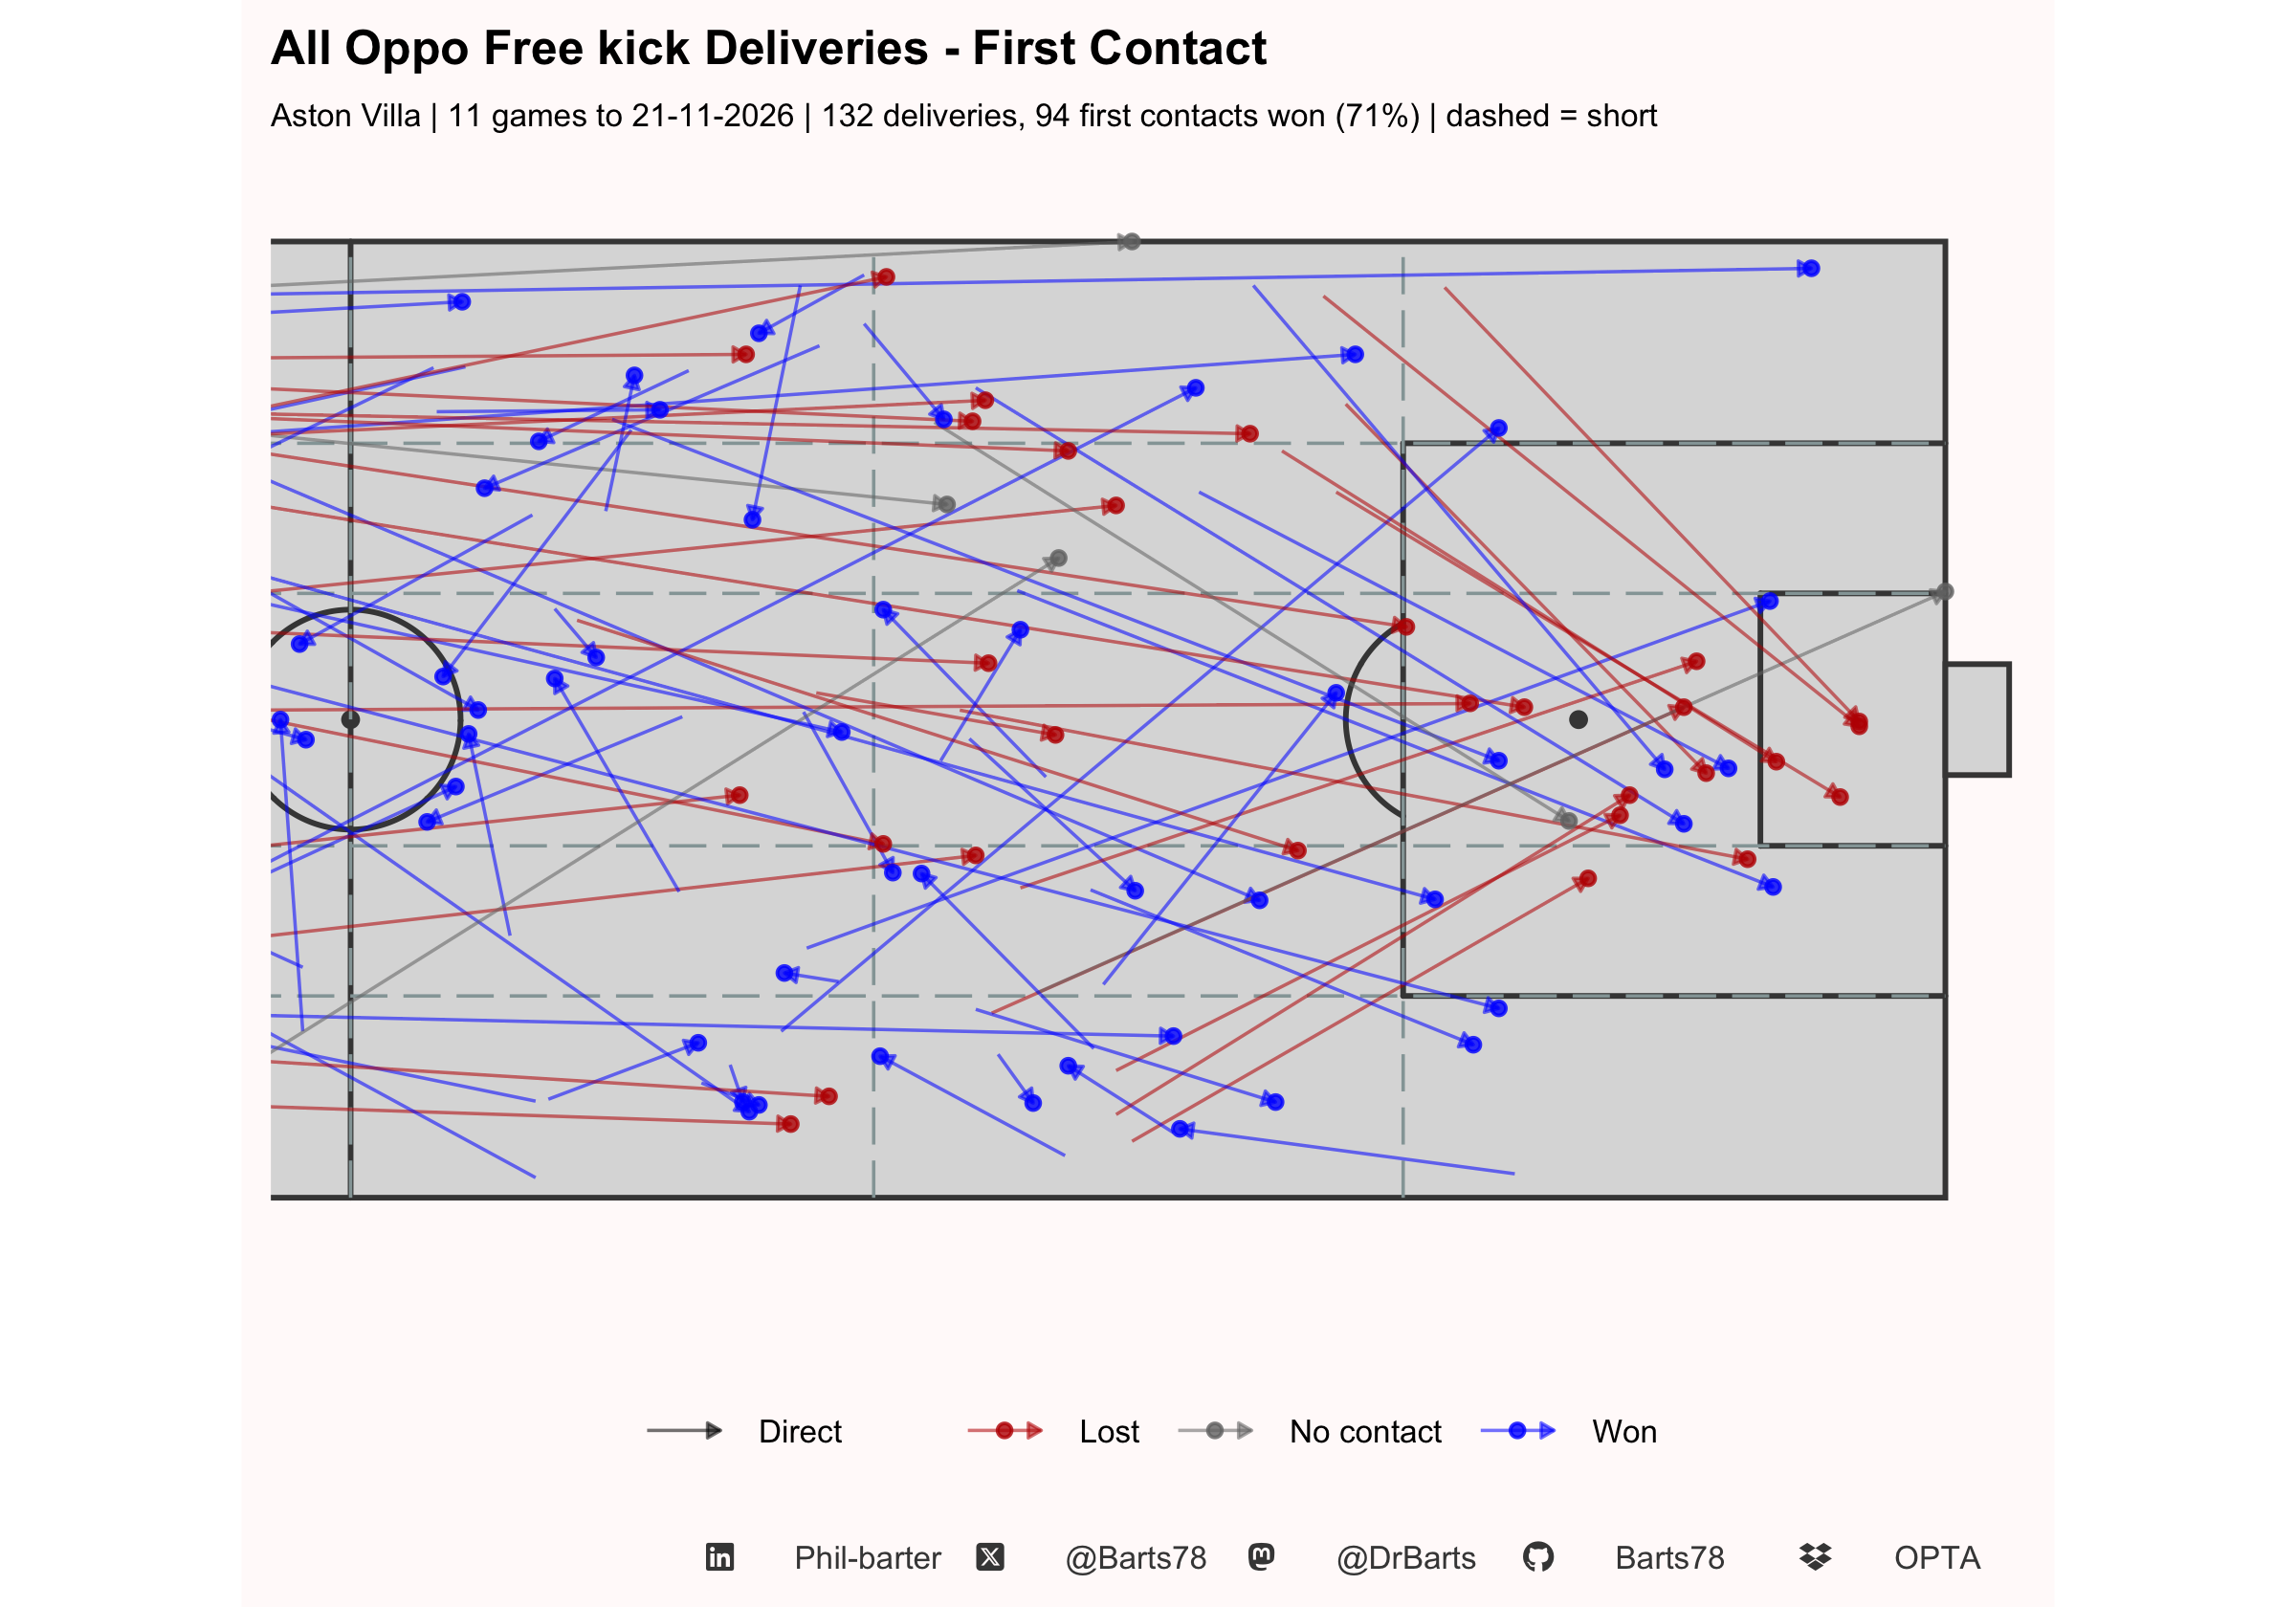 All Oppo Free kick Deliveries - First Contact
Aston Villa | 11 games to 21-11-2026 | 132 deliveries, 94 first contacts won (71%) | dashed = short
Direct Lost No contact Won
Phil-barter @Barts78 @DrBarts Barts78 OPTA